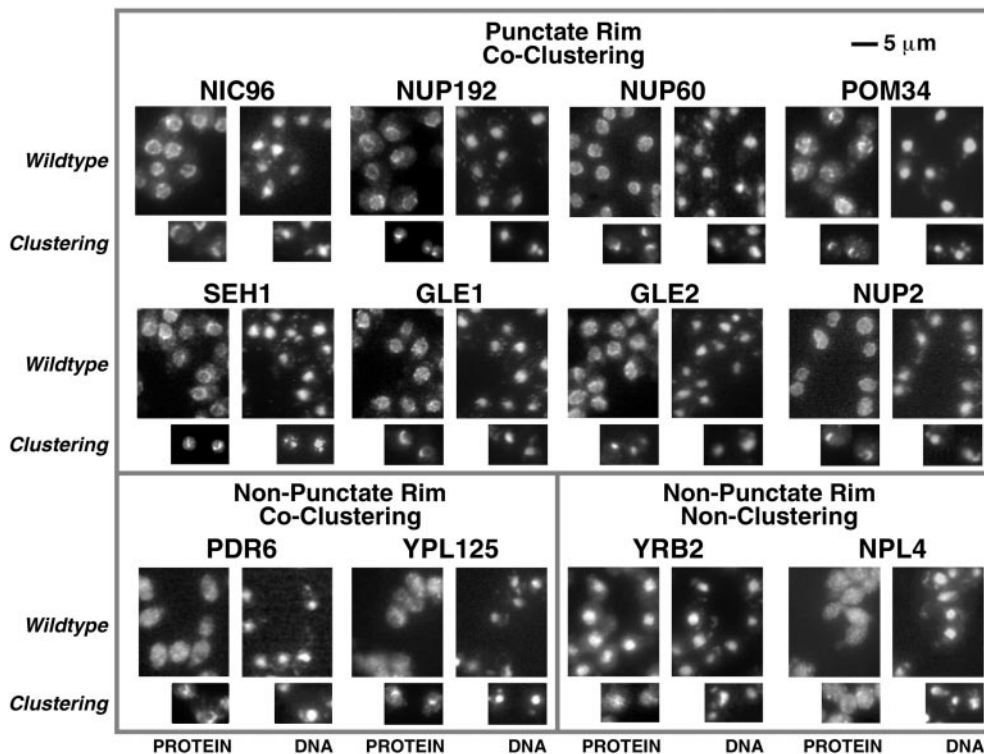 Punctate Rim
Co-Clustering
5 μm
NIC96 NUP192 NUP60 POM34
Wildtype
Clustering
SEH1 GLE1 GLE2 NUP2
Wildtype
Clustering
Non-Punctate Rim
Co-Clustering
Non-Punctate Rim
Non-Clustering
PDR6 YPL125 YRB2 NPL4
Wildtype
Clustering
PROTEIN DNA PROTEIN DNA PROTEIN DNA PROTEIN DNA